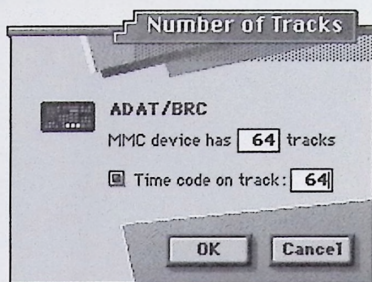 Number of Tracks
ADAT/BRC
MMC device has 64 tracks
Time code on track: 64
OK Cancel